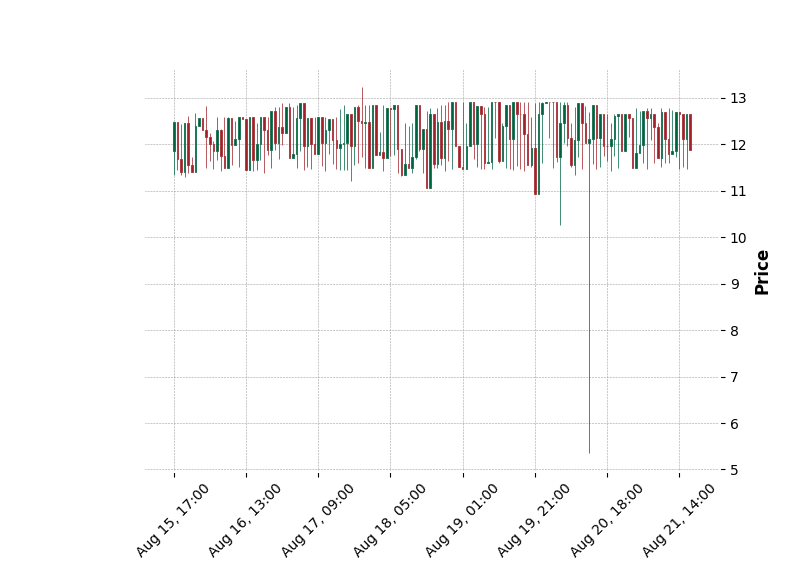 13
12
11
10
9
8
7
6
5
Price
Aug 15, 17:00
Aug 16, 13:00
Aug 17, 09:00
Aug 18, 05:00
Aug 19, 01:00
Aug 19, 21:00
Aug 20, 18:00
Aug 21, 14:00